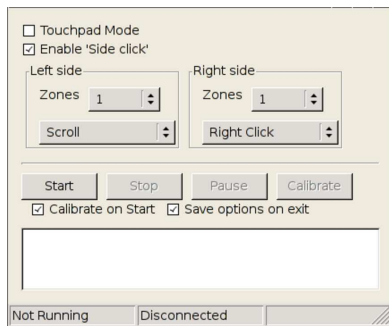 Touchpad Mode
Enable 'Side click'
Left side
Right side
Zones 1
Zones 1
Scroll
Right Click
Start Stop Pause Calibrate
Calibrate on Start Save options on exit
Not Running Disconnected